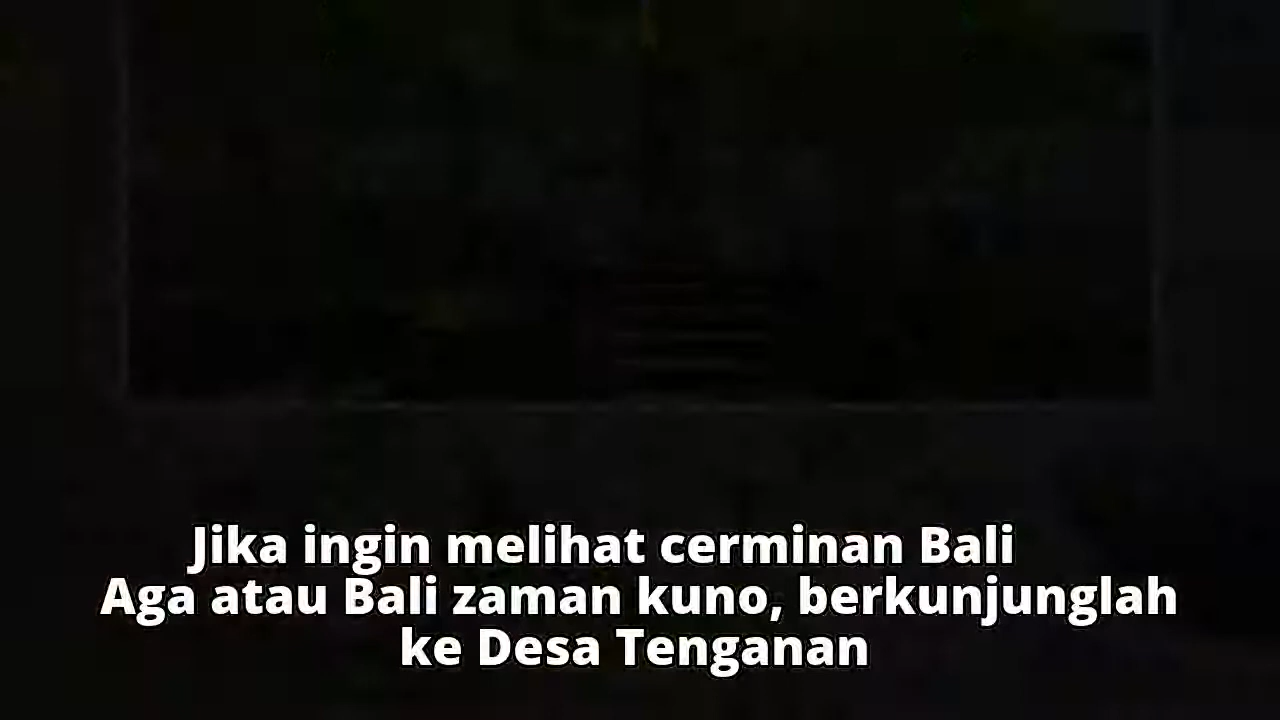 Jika ingin melihat cerminan Bali
Aga atau Bali zaman kuno, berkunjunglah
ke Desa Tenganan